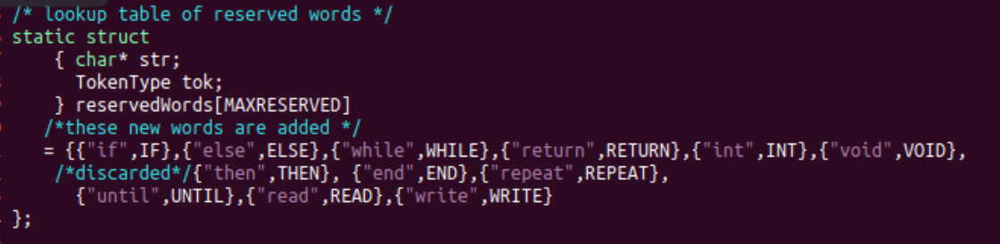 /* lookup table of reserved words */
static struct
    { char* str;
      TokenType tok;
    } reservedWords[MAXRESERVED]
   /*these new words are added */
   = {{"if",IF},{"else",ELSE},{"while",WHILE},{"return",RETURN},{"int",INT},{"void",VOID},
    /*discarded*/{"then",THEN}, {"end",END},{"repeat",REPEAT},
      {"until",UNTIL},{"read",READ},{"write",WRITE}
};